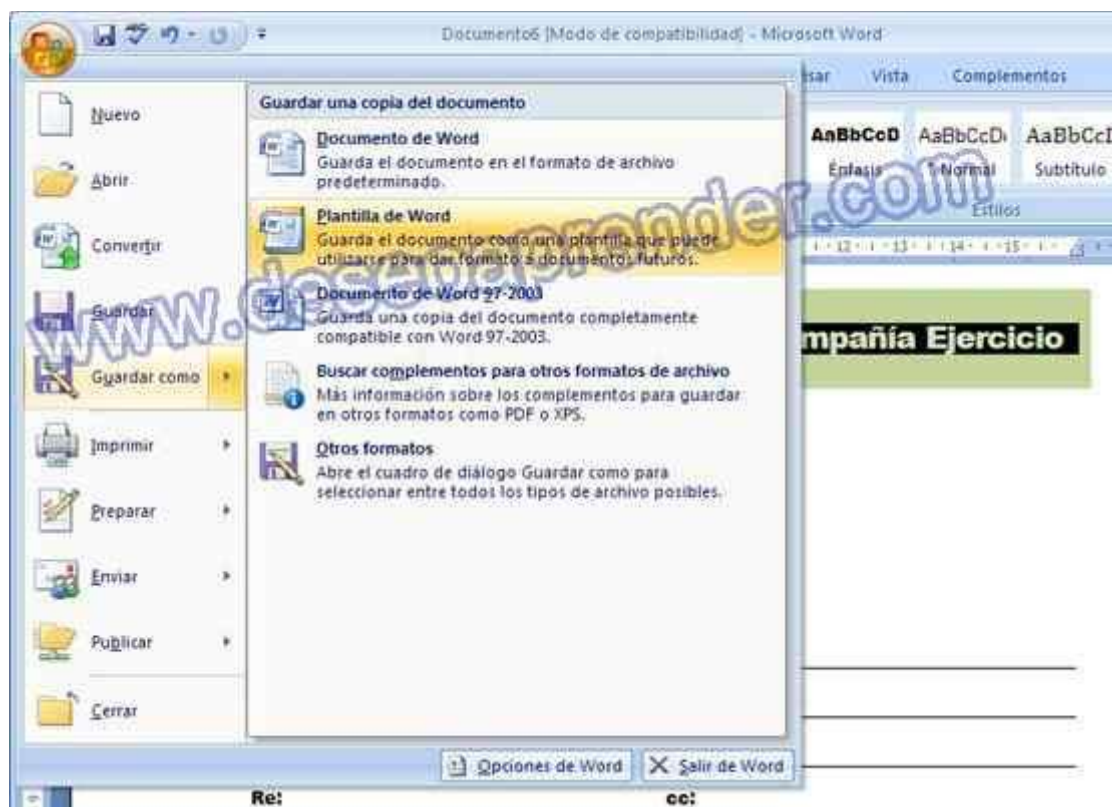 Documento6 [Modo de compatibilidad] - Microsoft Word
Vista Complementos
Nuevo
Abrir
Convertir
Guardar
Guardar como
Imprimir
Preparar
Enviar
Publicar
Cerrar
Guardar una copia del documento
Documento de Word
Guarda el documento en el formato de archivo
predeterminado.
Plantilla de Word
Guarda el documento como una plantilla que puede
utilizarse para dar formato a documentos futuros.
Documento de Word 97-2003
Guarda una copia del documento completamente
compatible con Word 97-2003.
Buscar complementos para otros formatos de archivo
Más información sobre los complementos para guardar
en otros formatos como PDF o XPS.
Otros formatos
Abre el cuadro de diálogo Guardar como para
seleccionar entre todos los tipos de archivo posibles.
Opciones de Word Salir de Word
AaBbCcD AaBbCcD AaBbCcD
Énfasis ¶ Normal Subtítulo
Estilos
12 13 14 15
mpañía Ejercicio
Re: cc:
www.deseoaprender.com